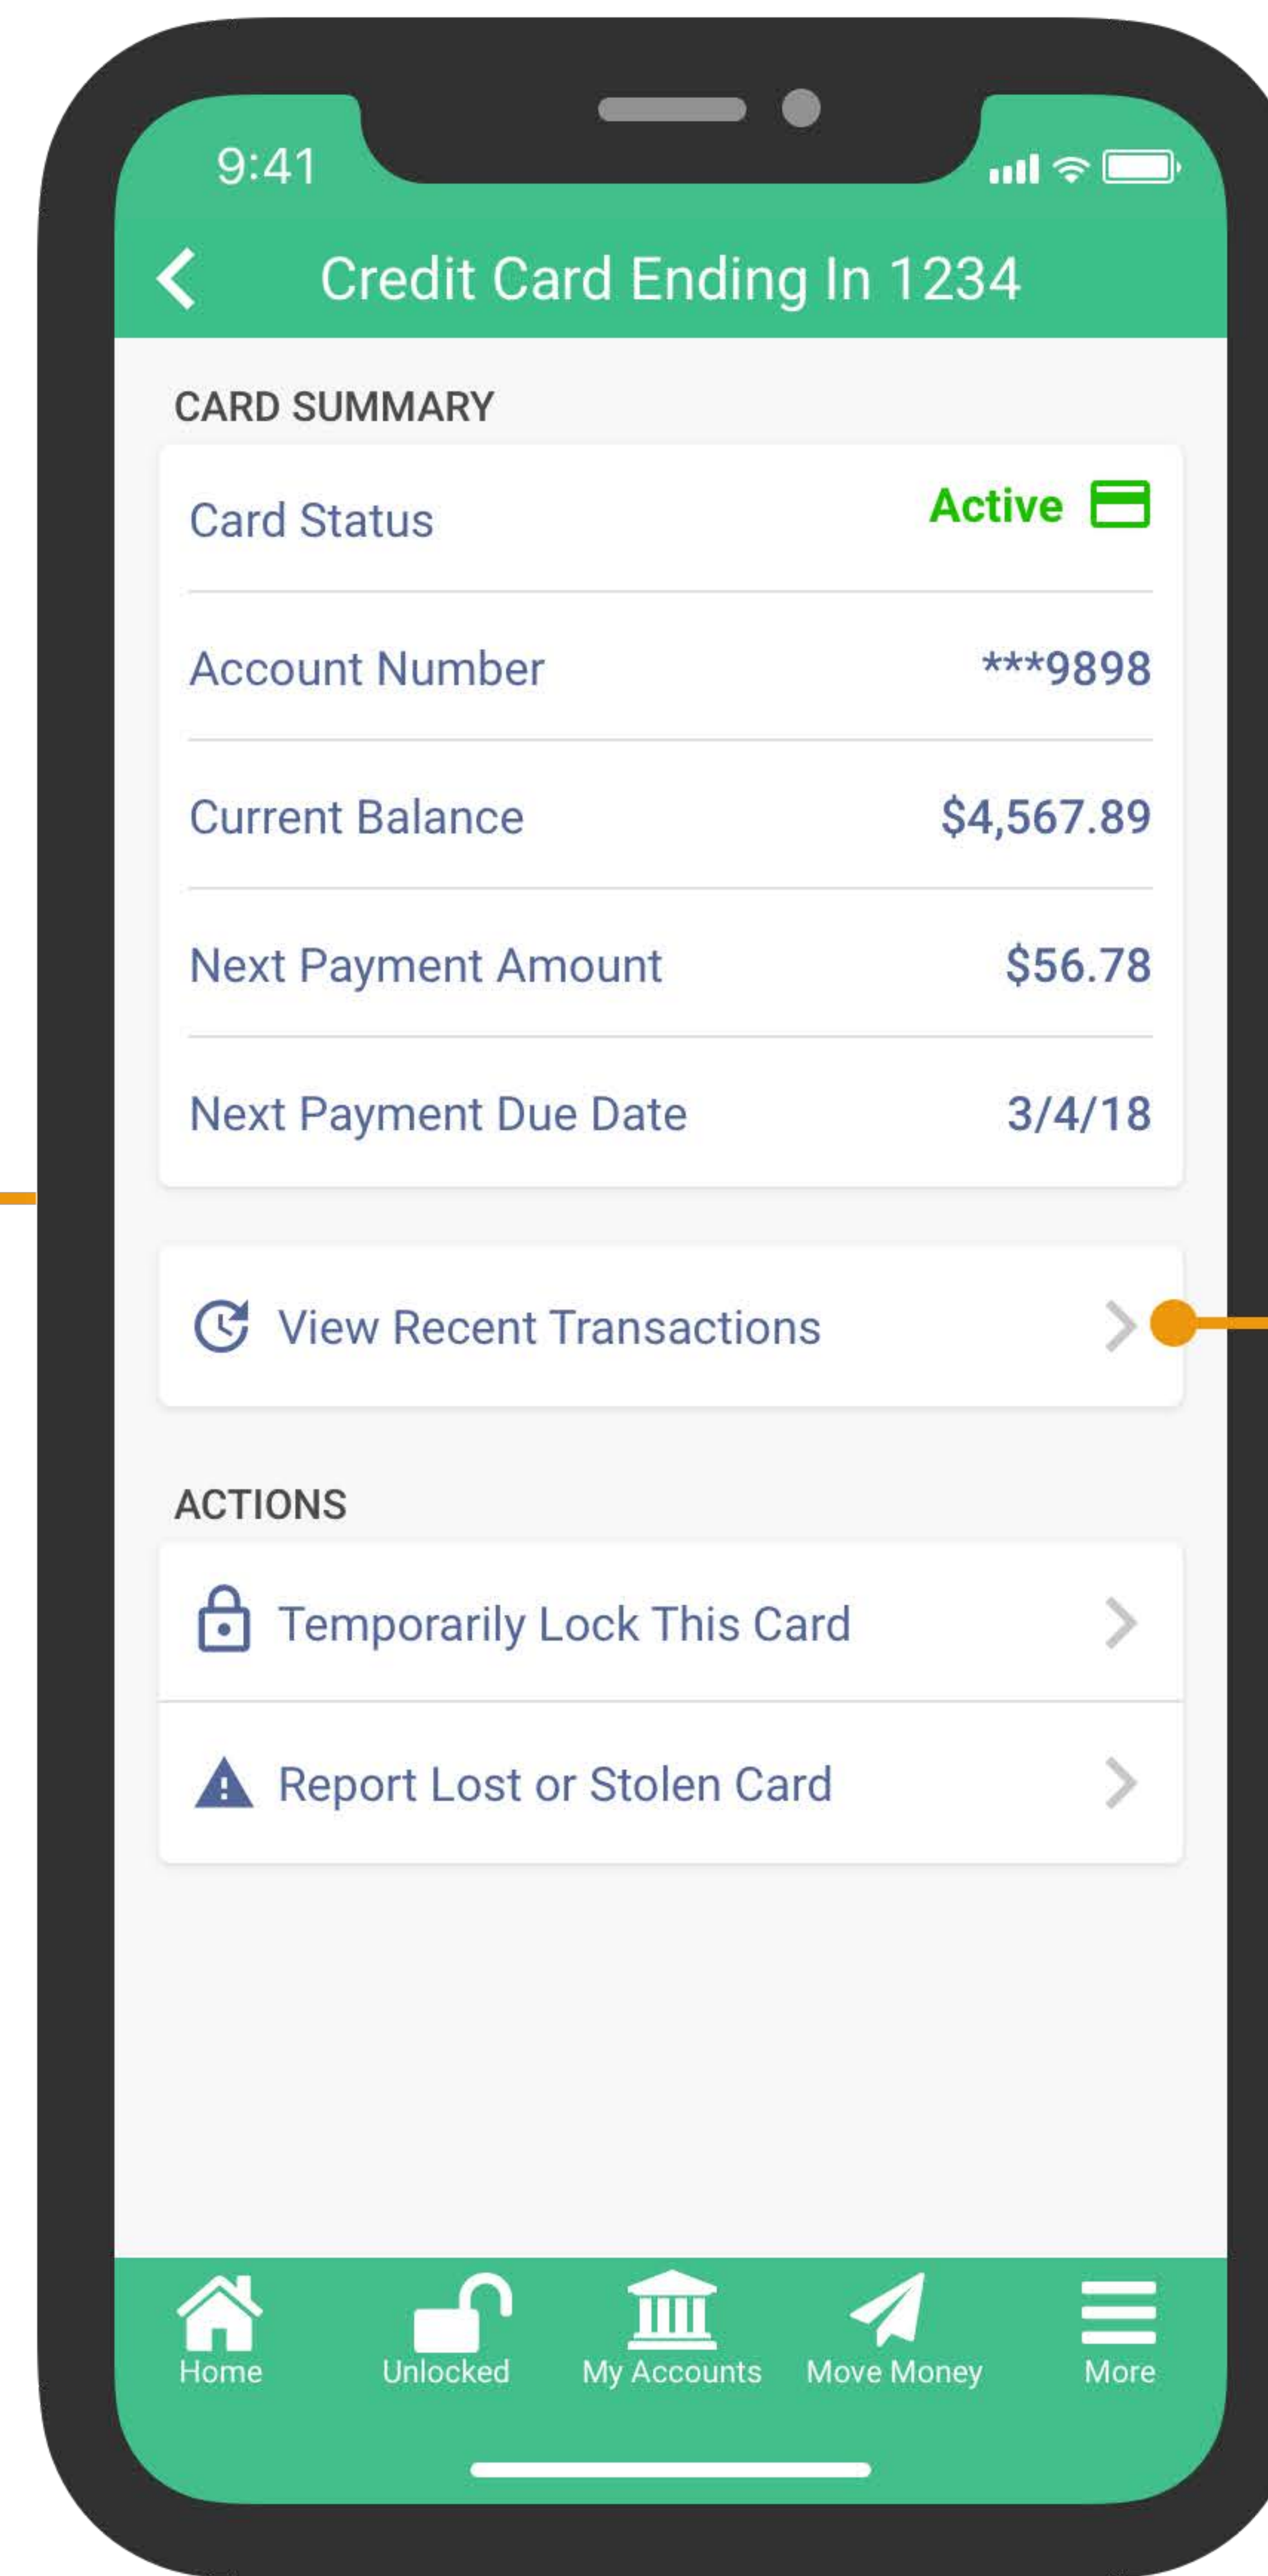 9:41
Credit Card Ending In 1234
CARD SUMMARY
Card Status Active
Account Number ***9898
Current Balance $4,567.89
Next Payment Amount $56.78
Next Payment Due Date 3/4/18
View Recent Transactions
ACTIONS
Temporarily Lock This Card
Report Lost or Stolen Card
Home Unlocked My Accounts Move Money More